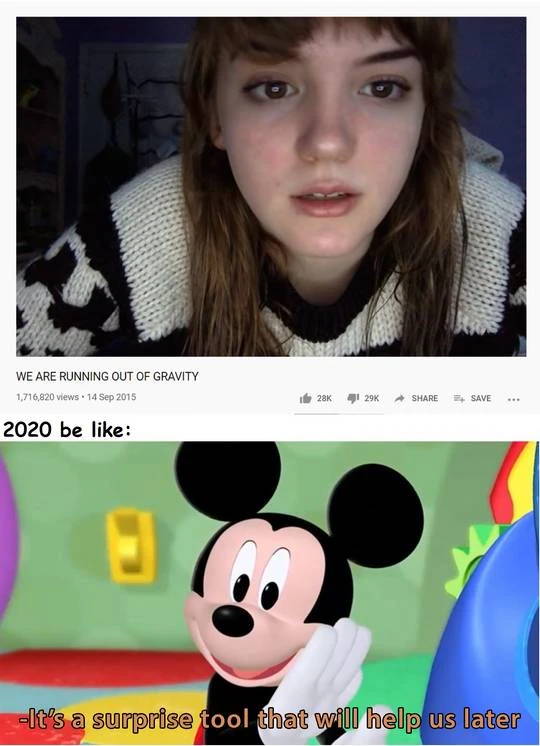 WE ARE RUNNING OUT OF GRAVITY
1,716,820 views • 14 Sep 2015
28K
29K
SHARE
SAVE
2020 be like:
-It's a surprise tool that will help us later